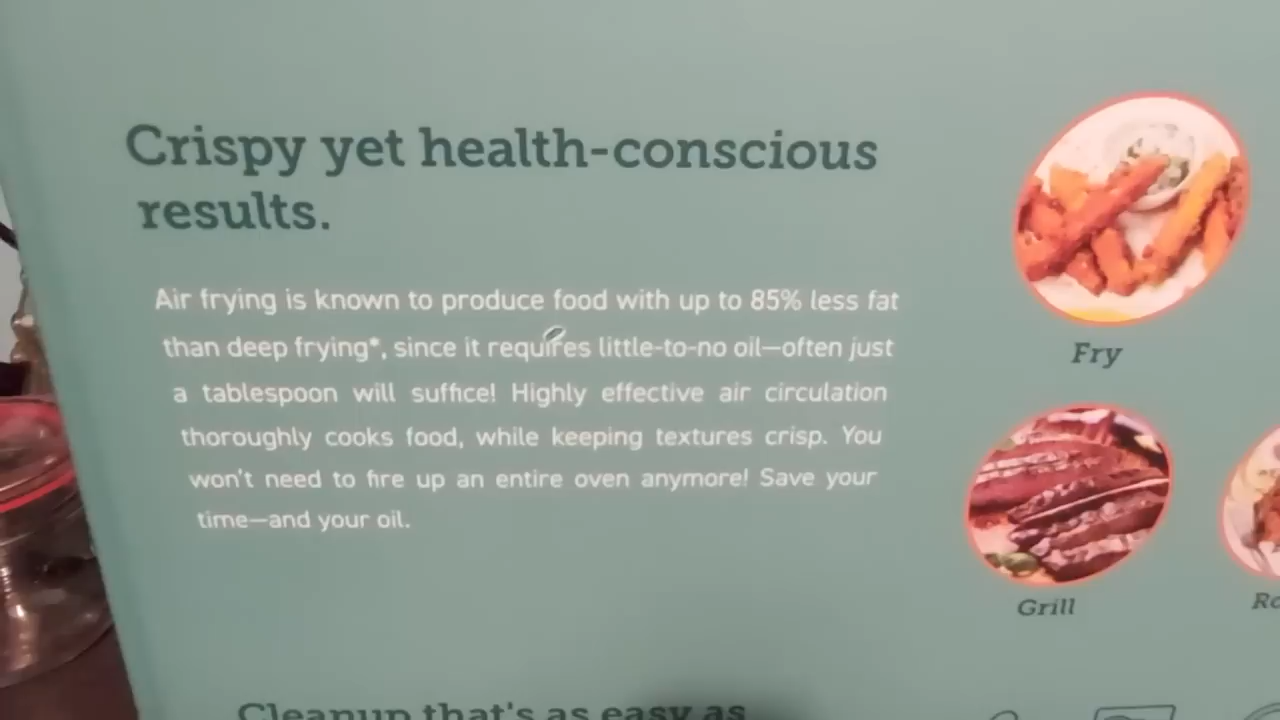 Crispy yet health-conscious
results.
Air frying is known to produce food with up to 85% less fat
than deep frying*, since it requires little-to-no oil—often just
a tablespoon will suffice! Highly effective air circulation
thoroughly cooks food, while keeping textures crisp. You
won't need to fire up an entire oven anymore! Save your
time—and your oil.
Fry
Grill
Cleanup that's as easy as